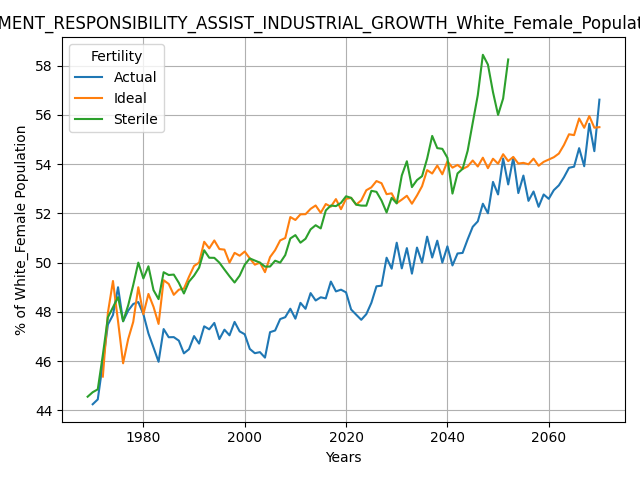 MENT_RESPONSIBILITY_ASSIST_INDUSTRIAL_GROWTH_White_Female_Populat
Fertility
Actual
Ideal
Sterile
% of White_Female Population
58
56
54
52
50
48
46
44
1980 2000 2020 2040 2060
Years